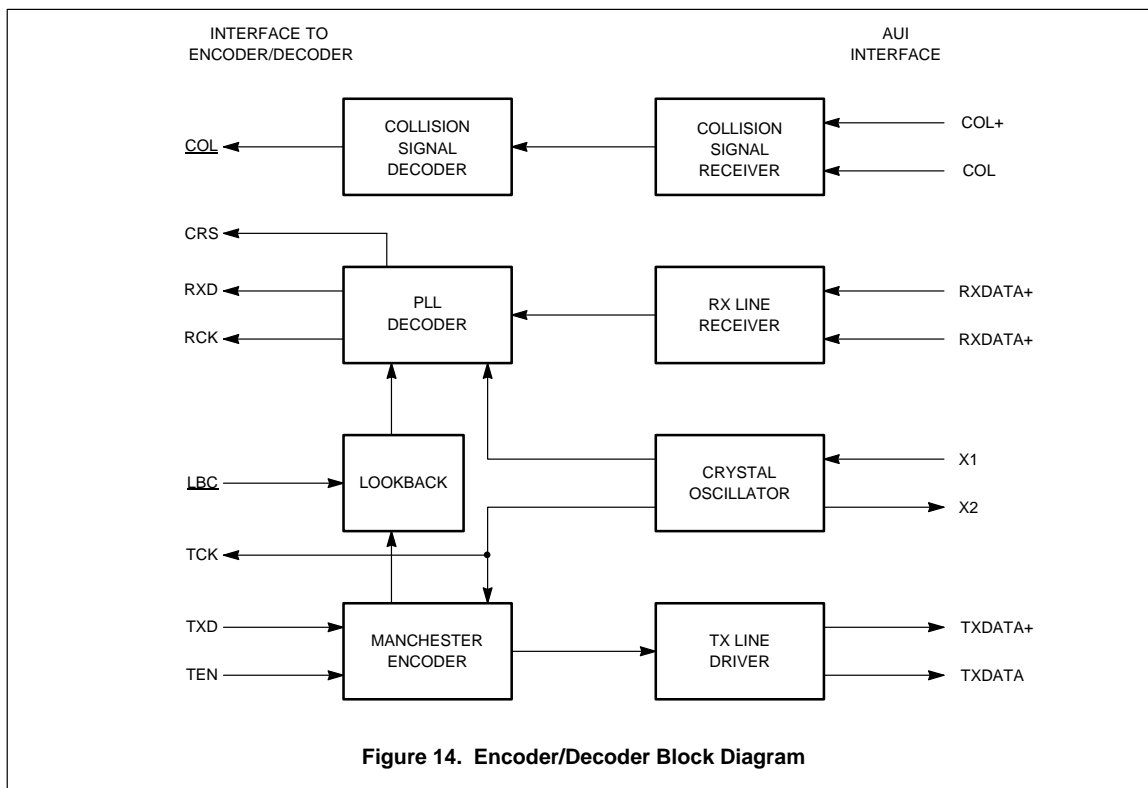 INTERFACE TO
ENCODER/DECODER
AUI
INTERFACE
COL
COLLISION
SIGNAL
DECODER
COLLISION
SIGNAL
RECEIVER
COL+
COL
CRS
RXD
RCK
PLL
DECODER
RX LINE
RECEIVER
RXDATA+
RXDATA+
LBC
LOOKBACK
CRYSTAL
OSCILLATOR
X1
X2
TCK
TXD
TEN
MANCHESTER
ENCODER
TX LINE
DRIVER
TXDATA+
TXDATA
Figure 14. Encoder/Decoder Block Diagram